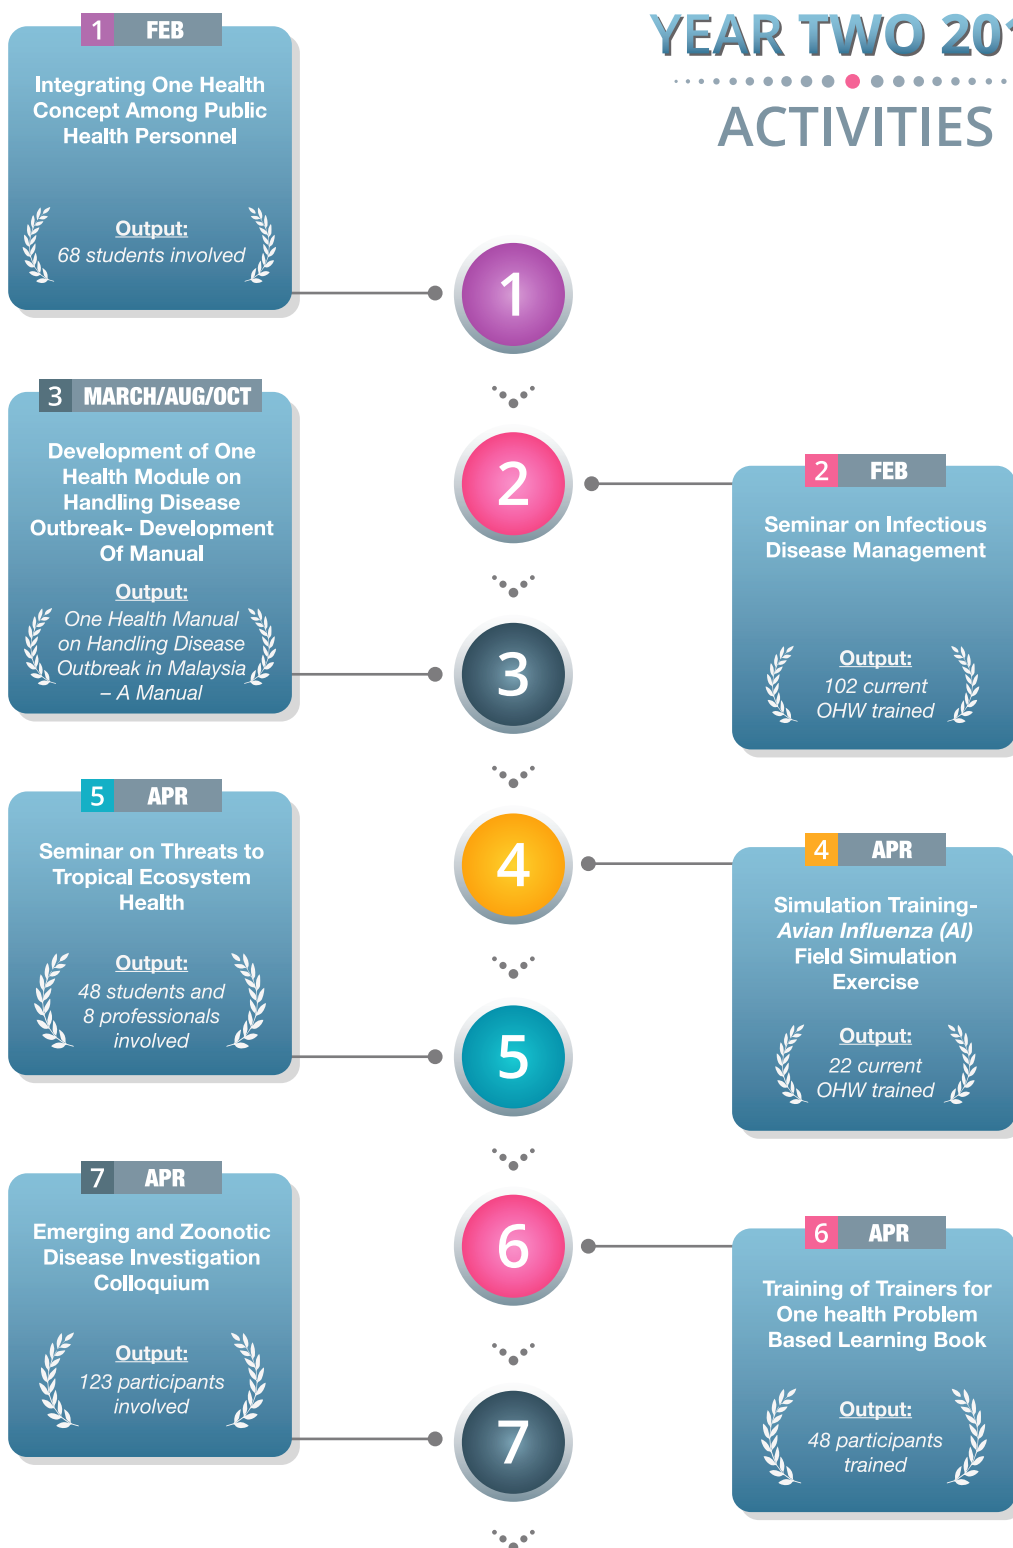 YEAR TWO 201
ACTIVITIES
1 FEB
Integrating One Health
Concept Among Public
Health Personnel
Output:
68 students involved
1
2
2 FEB
Seminar on Infectious
Disease Management
Output:
102 current
OHW trained
3 MARCH/AUG/OCT
Development of One
Health Module on
Handling Disease
Outbreak- Development
Of Manual
Output:
One Health Manual
on Handling Disease
Outbreak in Malaysia
– A Manual
3
4
4 APR
Simulation Training-
Avian Influenza (AI)
Field Simulation
Exercise
Output:
22 current
OHW trained
5 APR
Seminar on Threats to
Tropical Ecosystem
Health
Output:
48 students and
8 professionals
involved
5
6
6 APR
Training of Trainers for
One health Problem
Based Learning Book
Output:
48 participants
trained
7 APR
Emerging and Zoonotic
Disease Investigation
Colloquium
Output:
123 participants
involved
7